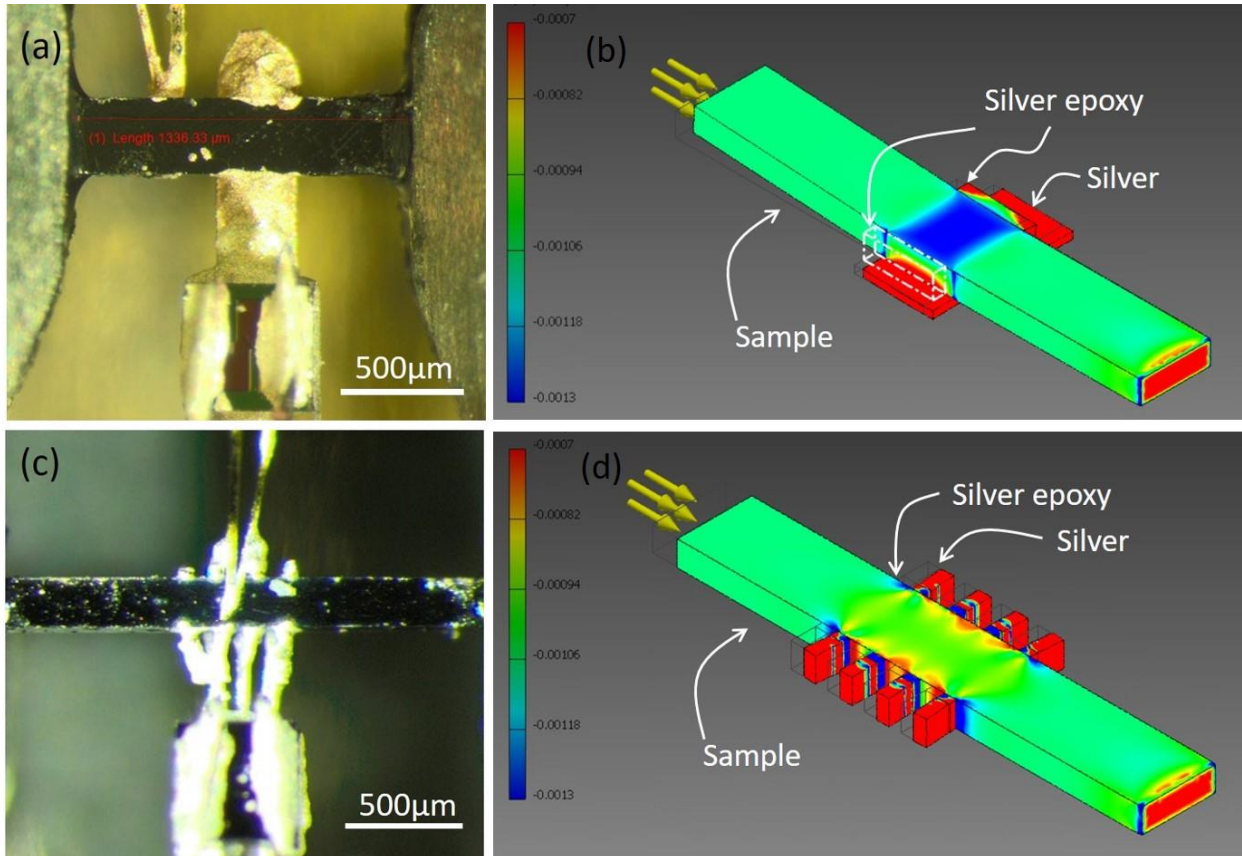 (a)
(1) Length 1336.33 µm
500µm
(b)
-0.0007
-0.00082
-0.00094
-0.00106
-0.00118
-0.0013
Silver epoxy
Silver
Sample
(c)
500µm
(d)
-0.0007
-0.00082
-0.00094
-0.00106
-0.00118
-0.0013
Silver epoxy
Silver
Sample